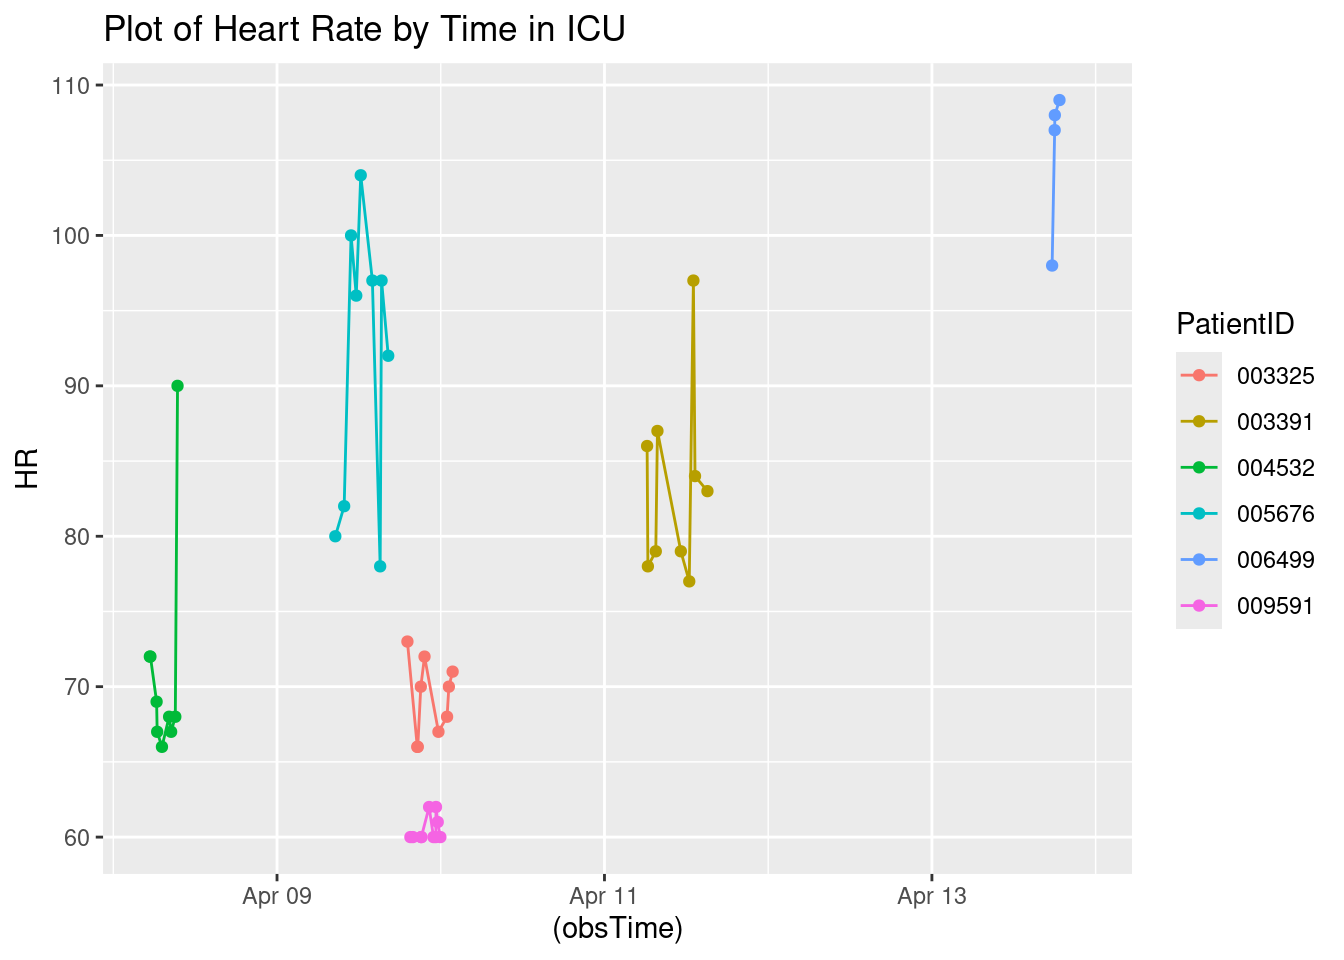 Plot of Heart Rate by Time in ICU
110
100
90
80
70
60
HR
Apr 09
Apr 11
Apr 13
(obsTime)
PatientID
003325
003391
004532
005676
006499
009591